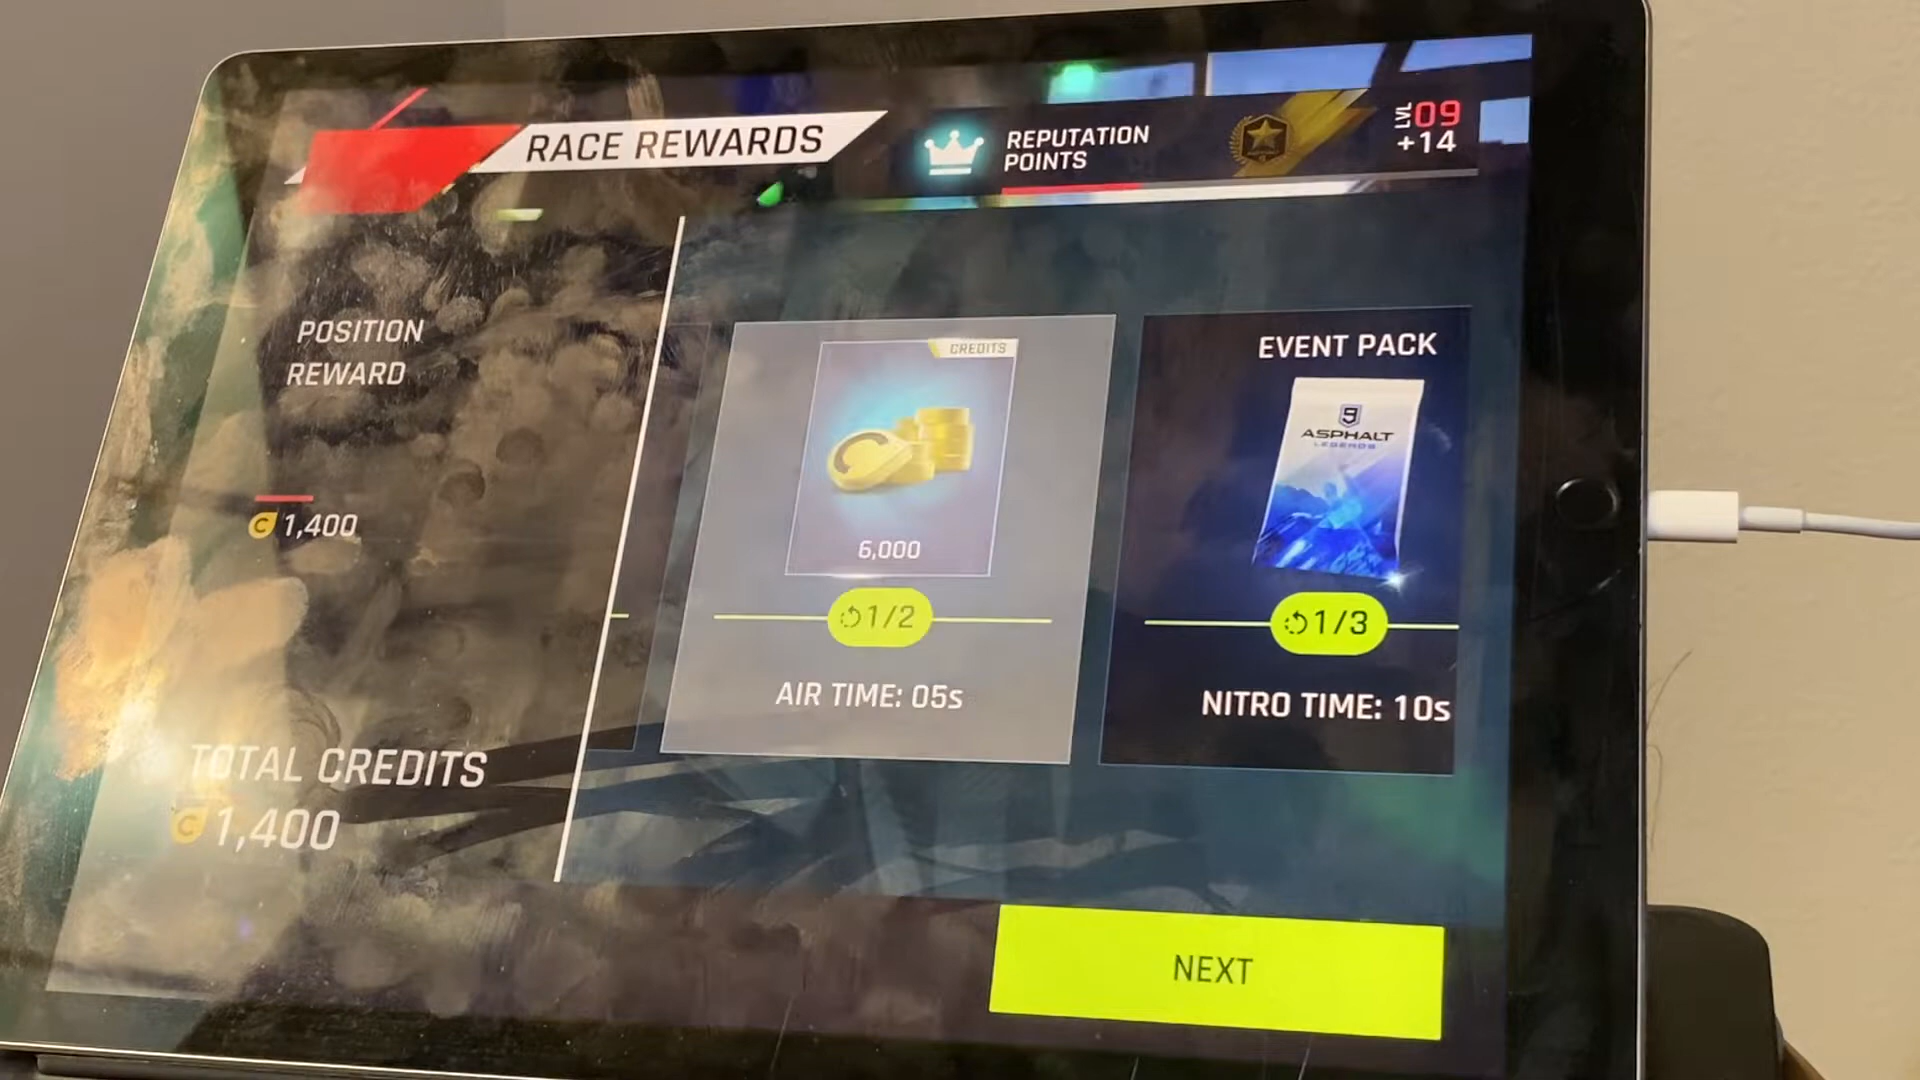 RACE REWARDS
REPUTATION
POINTS
LVL 09
+14
POSITION
REWARD
C 1,400
TOTAL CREDITS
C 1,400
CREDITS
6,000
1/2
AIR TIME: 05s
EVENT PACK
9
ASPHALT
LEGENDS
1/3
NITRO TIME: 10s
NEXT